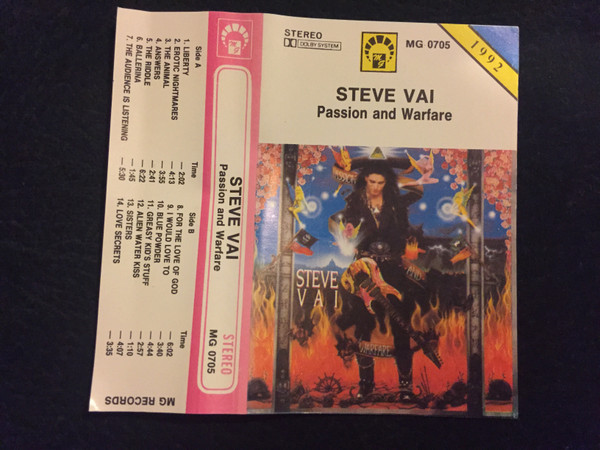 STEREO
DOLBY SYSTEM
MG
MG 0705
1992
STEVE VAI
Passion and Warfare
STEVE
VAI
MG
STEVE VAI
Passion and Warfare
STEREO
MG 0705
Side A Time
1. LIBERTY — 2:02
2. EROTIC NIGHTMARES — 4:13
3. THE ANIMAL — 3:55
4. ANSWERS — 2:41
5. THE RIDDLE — 6:22
6. BALLERINA — 1:45
7. THE AUDIENCE IS LISTENING — 5:30
Side B Time
8. FOR THE LOVE OF GOD — 6:02
9. I WOULD LOVE TO — 3:40
10. BLUE POWDER — 4:44
11. GREASY KID'S STUFF — 2:57
12. ALIEN WATER KISS — 1:10
13. SISTERS — 4:07
14. LOVE SECRETS — 3:35
MG RECORDS